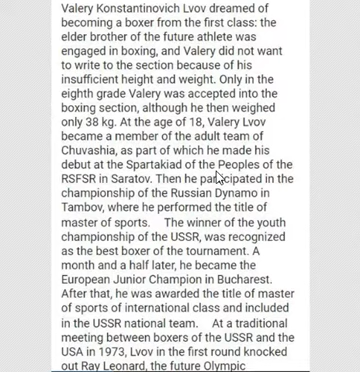 Valery Konstantinovich Lvov dreamed of
becoming a boxer from the first class: the
elder brother of the future athlete was
engaged in boxing, and Valery did not want
to write to the section because of his
insufficient height and weight. Only in the
eighth grade Valery was accepted into the
boxing section, although he then weighed
only 38 kg. At the age of 18, Valery Lvov
became a member of the adult team of
Chuvashia, as part of which he made his
debut at the Spartakiad of the Peoples of the
RSFSR in Saratov. Then he participated in the
championship of the Russian Dynamo in
Tambov, where he performed the title of
master of sports. The winner of the youth
championship of the USSR, was recognized
as the best boxer of the tournament. A
month and a half later, he became the
European Junior Champion in Bucharest.
After that, he was awarded the title of master
of sports of international class and included
in the USSR national team. At a traditional
meeting between boxers of the USSR and the
USA in 1973, Lvov in the first round knocked
out Ray Leonard, the future Olympic